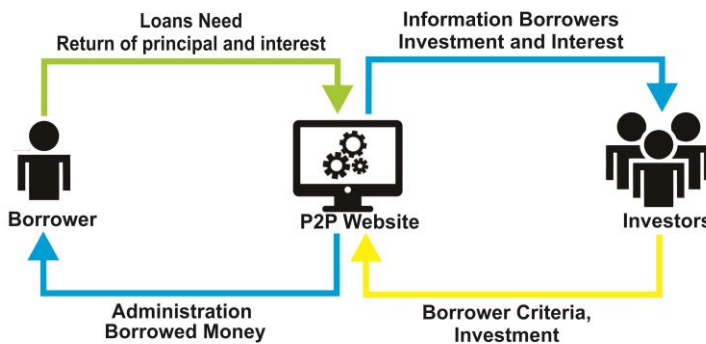 Loans Need
Return of principal and interest
Information Borrowers
Investment and Interest
Borrower
P2P Website
Investors
Administration
Borrowed Money
Borrower Criteria,
Investment